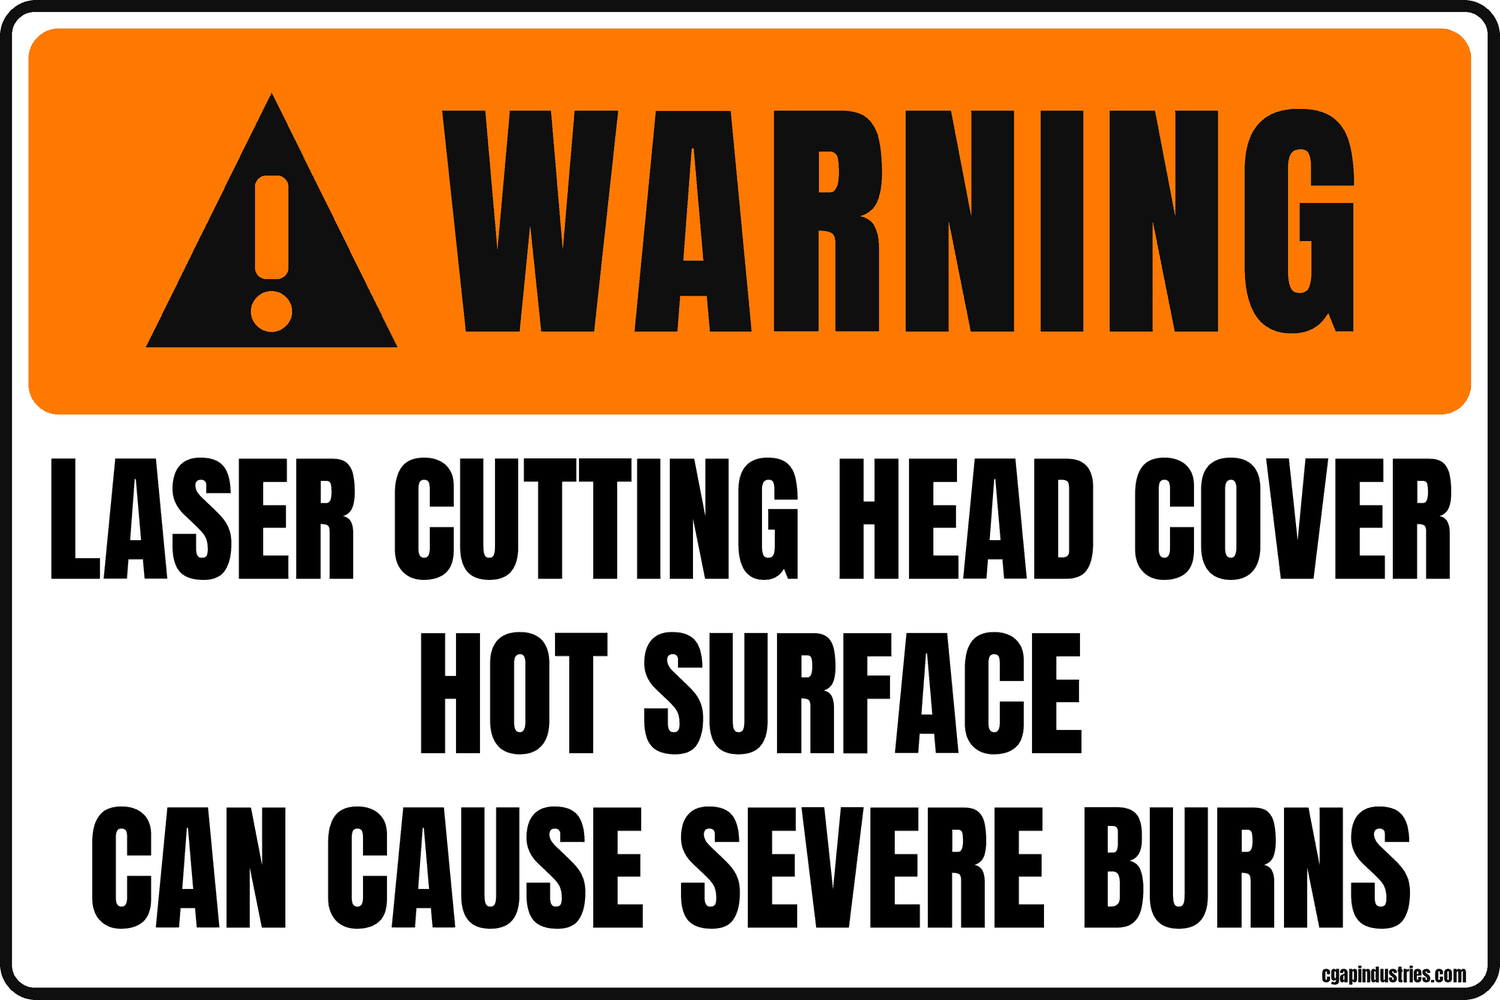 WARNING
LASER CUTTING HEAD COVER
HOT SURFACE
CAN CAUSE SEVERE BURNS
cgapindustries.com